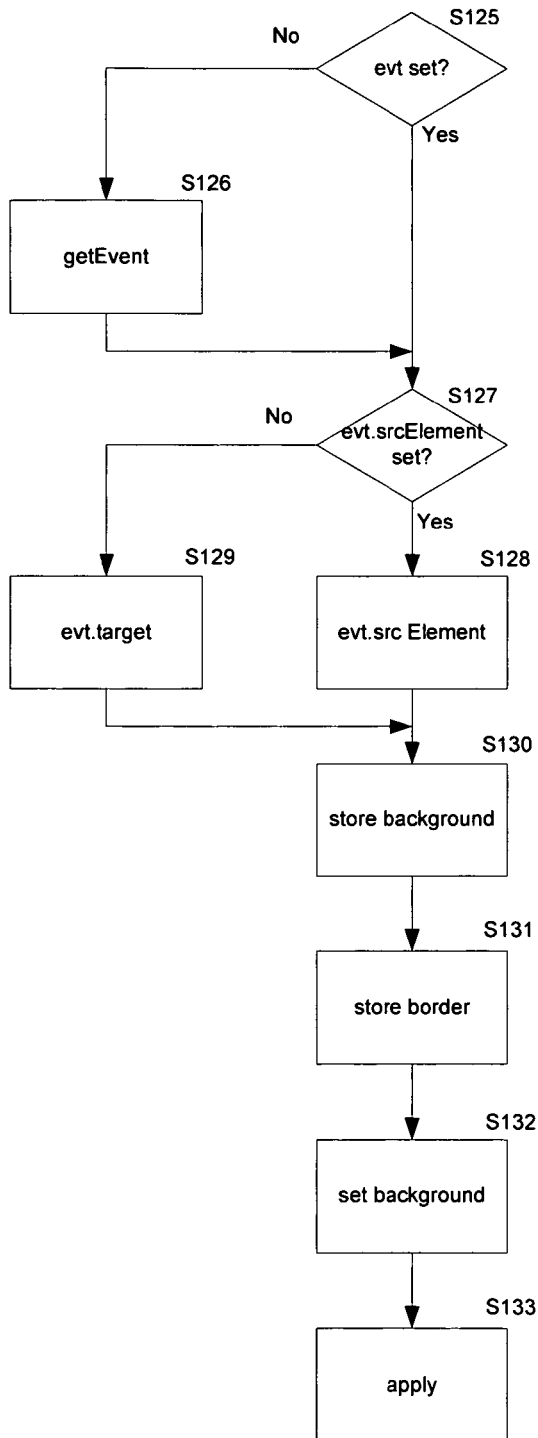 S125
No
evt set?
Yes
S126
getEvent
S127
No
evt.srcElement
set?
Yes
S129
S128
evt.target
evt.src Element
S130
store background
S131
store border
S132
set background
S133
apply